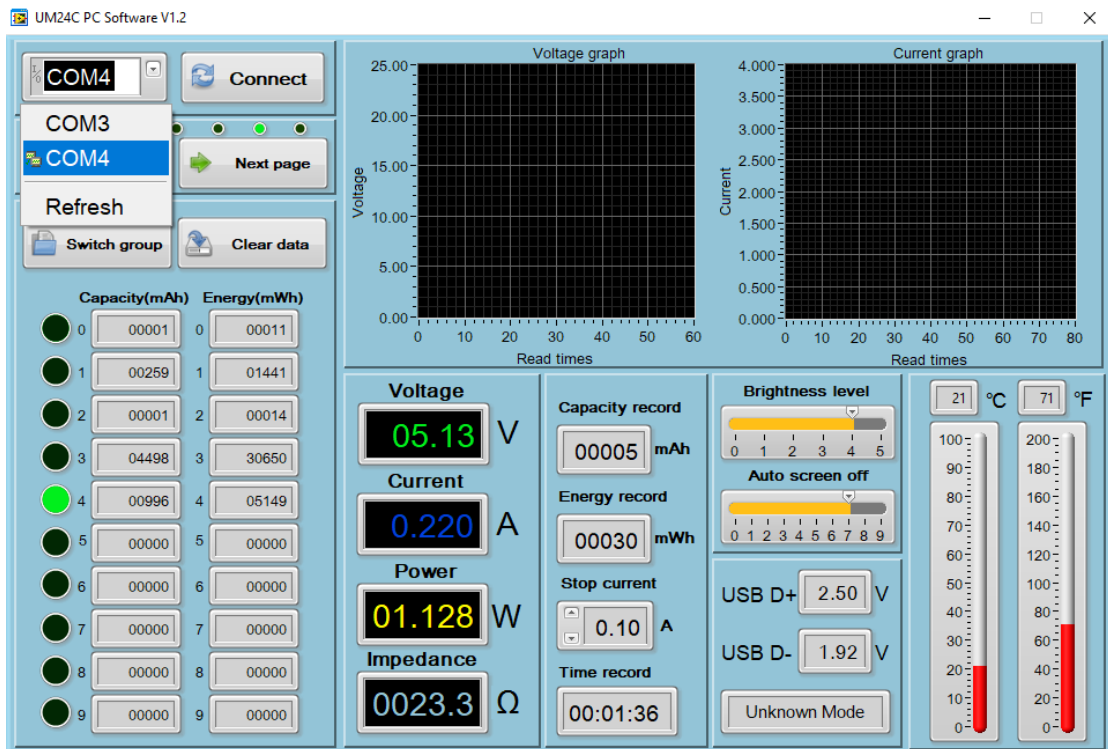 UM24C PC Software V1.2
COM4
Connect
COM3
COM4
Refresh
Next page
Switch group
Clear data
Capacity(mAh) Energy(mWh)
0 00001 0 00011
1 00259 1 01441
2 00001 2 00014
3 04498 3 30650
4 00996 4 05149
5 00000 5 00000
6 00000 6 00000
7 00000 7 00000
8 00000 8 00000
9 00000 9 00000
Voltage graph
Voltage
25.00
20.00
15.00
10.00
5.00
0.00
0 10 20 30 40 50 60
Read times
Current graph
Current
4.000
3.500
3.000
2.500
2.000
1.500
1.000
0.500
0.000
0 10 20 30 40 50 60 70 80
Read times
Voltage
05.13 V
Current
0.220 A
Power
01.128 W
Impedance
0023.3 Ω
Capacity record
00005 mAh
Energy record
00030 mWh
Stop current
0.10 A
Time record
00:01:36
Brightness level
0 1 2 3 4 5
Auto screen off
0 1 2 3 4 5 6 7 8 9
USB D+ 2.50 V
USB D- 1.92 V
Unknown Mode
21 °C
100
90
80
70
60
50
40
30
20
10
0
71 °F
200
180
160
140
120
100
80
60
40
20
0